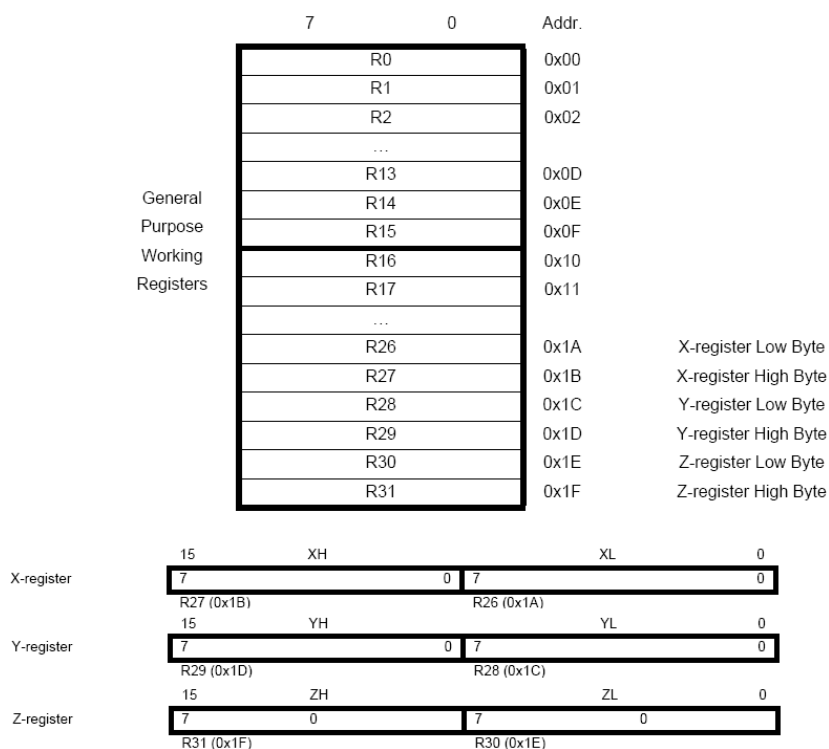 7 0 Addr.
R0 0x00
R1 0x01
R2 0x02
...
R13 0x0D
General R14 0x0E
Purpose R15 0x0F
Working R16 0x10
Registers R17 0x11
...
R26 0x1A X-register Low Byte
R27 0x1B X-register High Byte
R28 0x1C Y-register Low Byte
R29 0x1D Y-register High Byte
R30 0x1E Z-register Low Byte
R31 0x1F Z-register High Byte
15 XH XL 0
X-register 7 0 7 0
R27 (0x1B) R26 (0x1A)
15 YH YL 0
Y-register 7 0 7 0
R29 (0x1D) R28 (0x1C)
15 ZH ZL 0
Z-register 7 0 7 0
R31 (0x1F) R30 (0x1E)